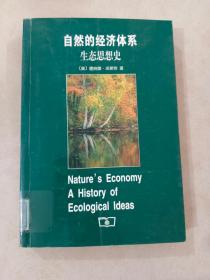 自然的经济体系
生态思想史
〔美〕唐纳德·沃斯特 著
Nature's Economy
A History of
Ecological Ideas